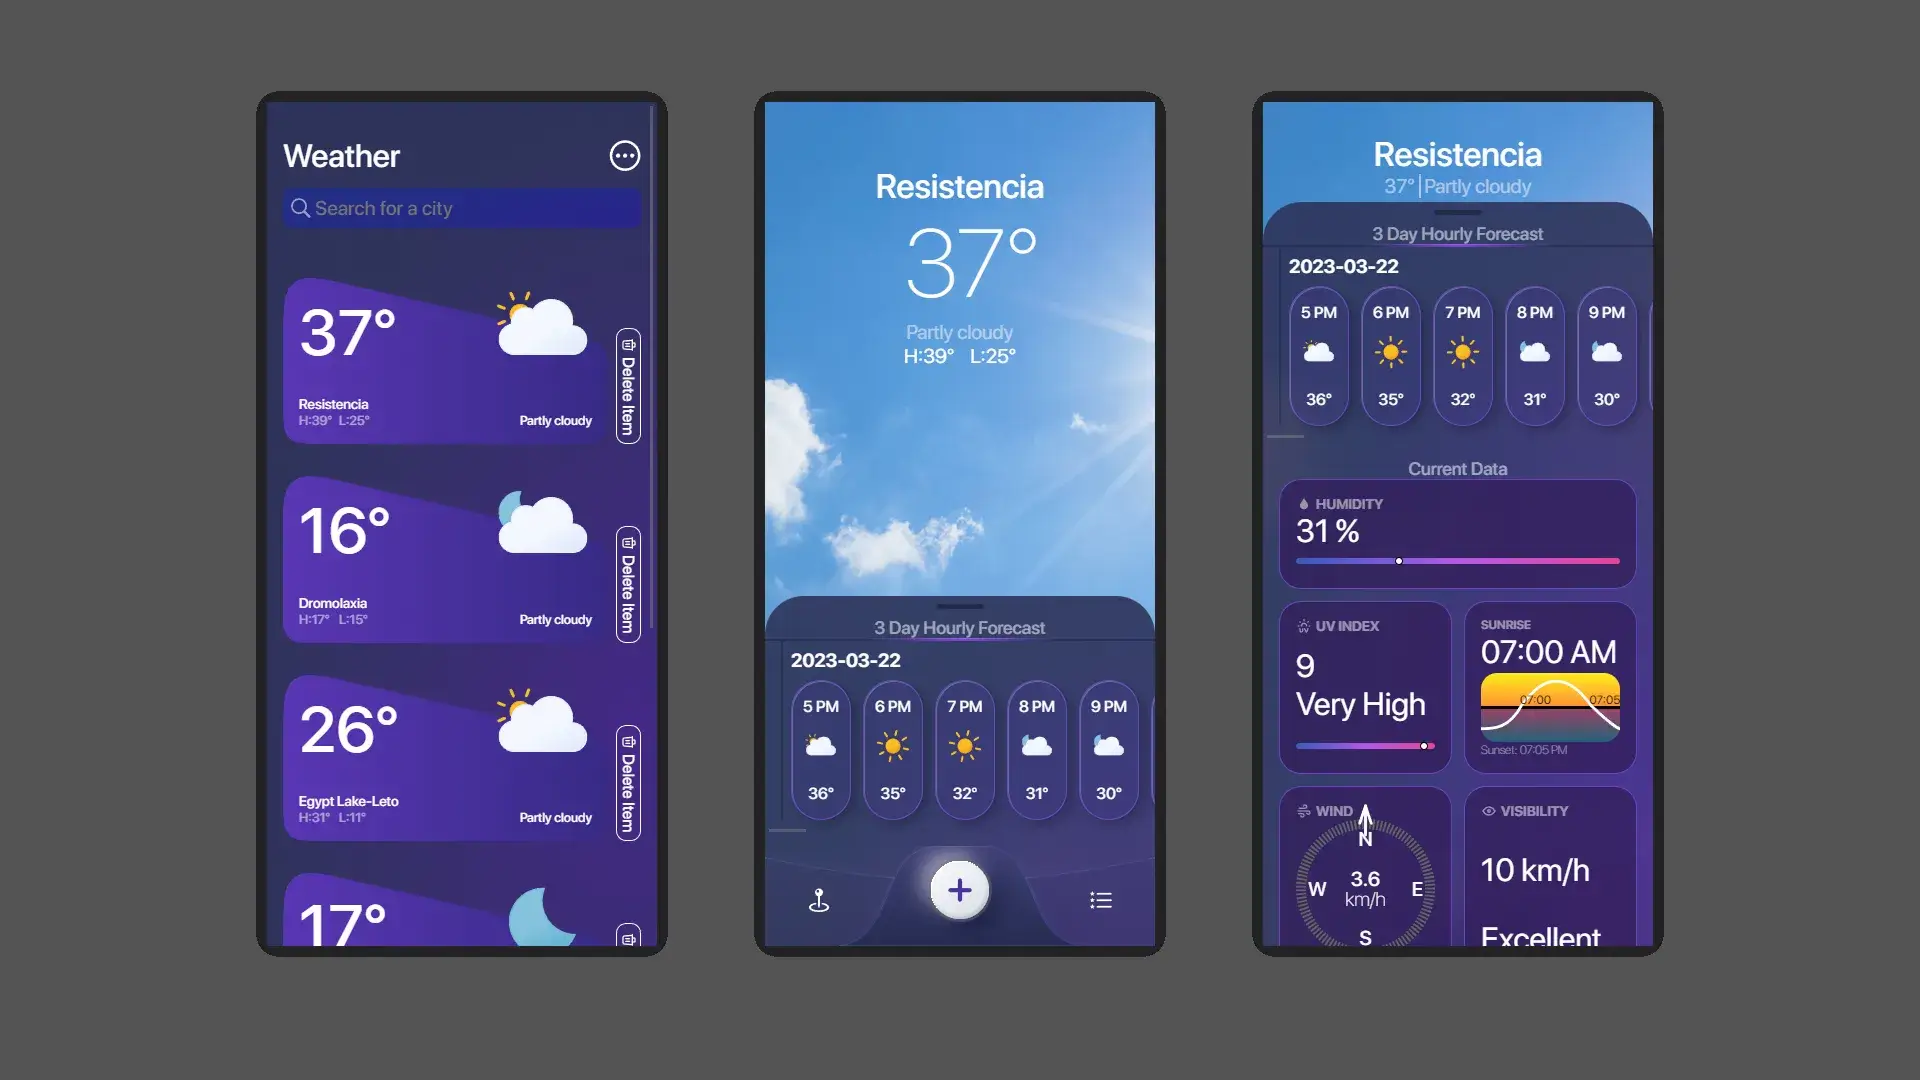 Weather
Search for a city
37°
Resistencia
H:39° L:25°
Partly cloudy
Delete Item
16°
Dromolaxia
H:17° L:15°
Partly cloudy
Delete Item
26°
Egypt Lake-Leto
H:31° L:11°
Partly cloudy
Delete Item
17°
Resistencia
37°
Partly cloudy
H:39° L:25°
3 Day Hourly Forecast
2023-03-22
5 PM 6 PM 7 PM 8 PM 9 PM
36° 35° 32° 31° 30°
Resistencia
37° Partly cloudy
3 Day Hourly Forecast
2023-03-22
5 PM 6 PM 7 PM 8 PM 9 PM
36° 35° 32° 31° 30°
Current Data
HUMIDITY
31 %
UV INDEX
9
Very High
SUNRISE
07:00 AM
07:00 07:05
Sunset: 07:05 PM
WIND
N
W 3.6 E
km/h
S
VISIBILITY
10 km/h
Excellent